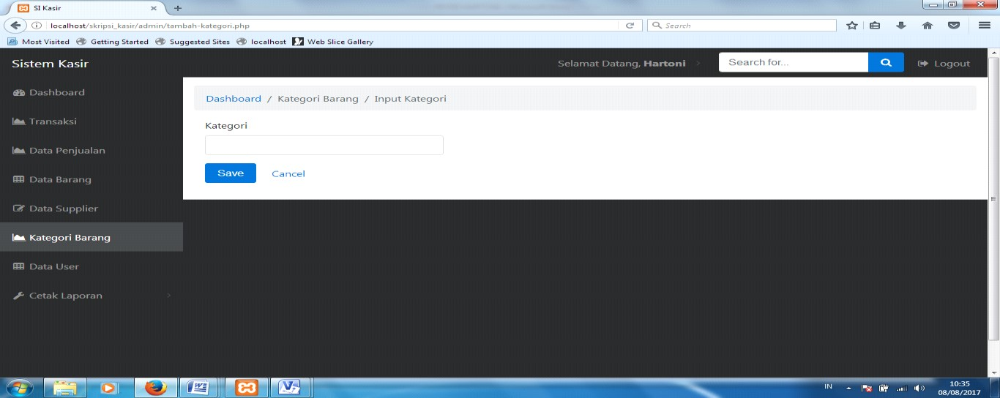 SI Kasir
localhost/skripsi_kasir/admin/tambah-kategori.php
Search
Most Visited Getting Started Suggested Sites localhost Web Slice Gallery
Sistem Kasir
Selamat Datang, Hartoni
Search for...
Logout
Dashboard
Transaksi
Data Penjualan
Data Barang
Data Supplier
Kategori Barang
Data User
Cetak Laporan
Dashboard / Kategori Barang / Input Kategori
Kategori
Save Cancel
IN
10:35
08/08/2017